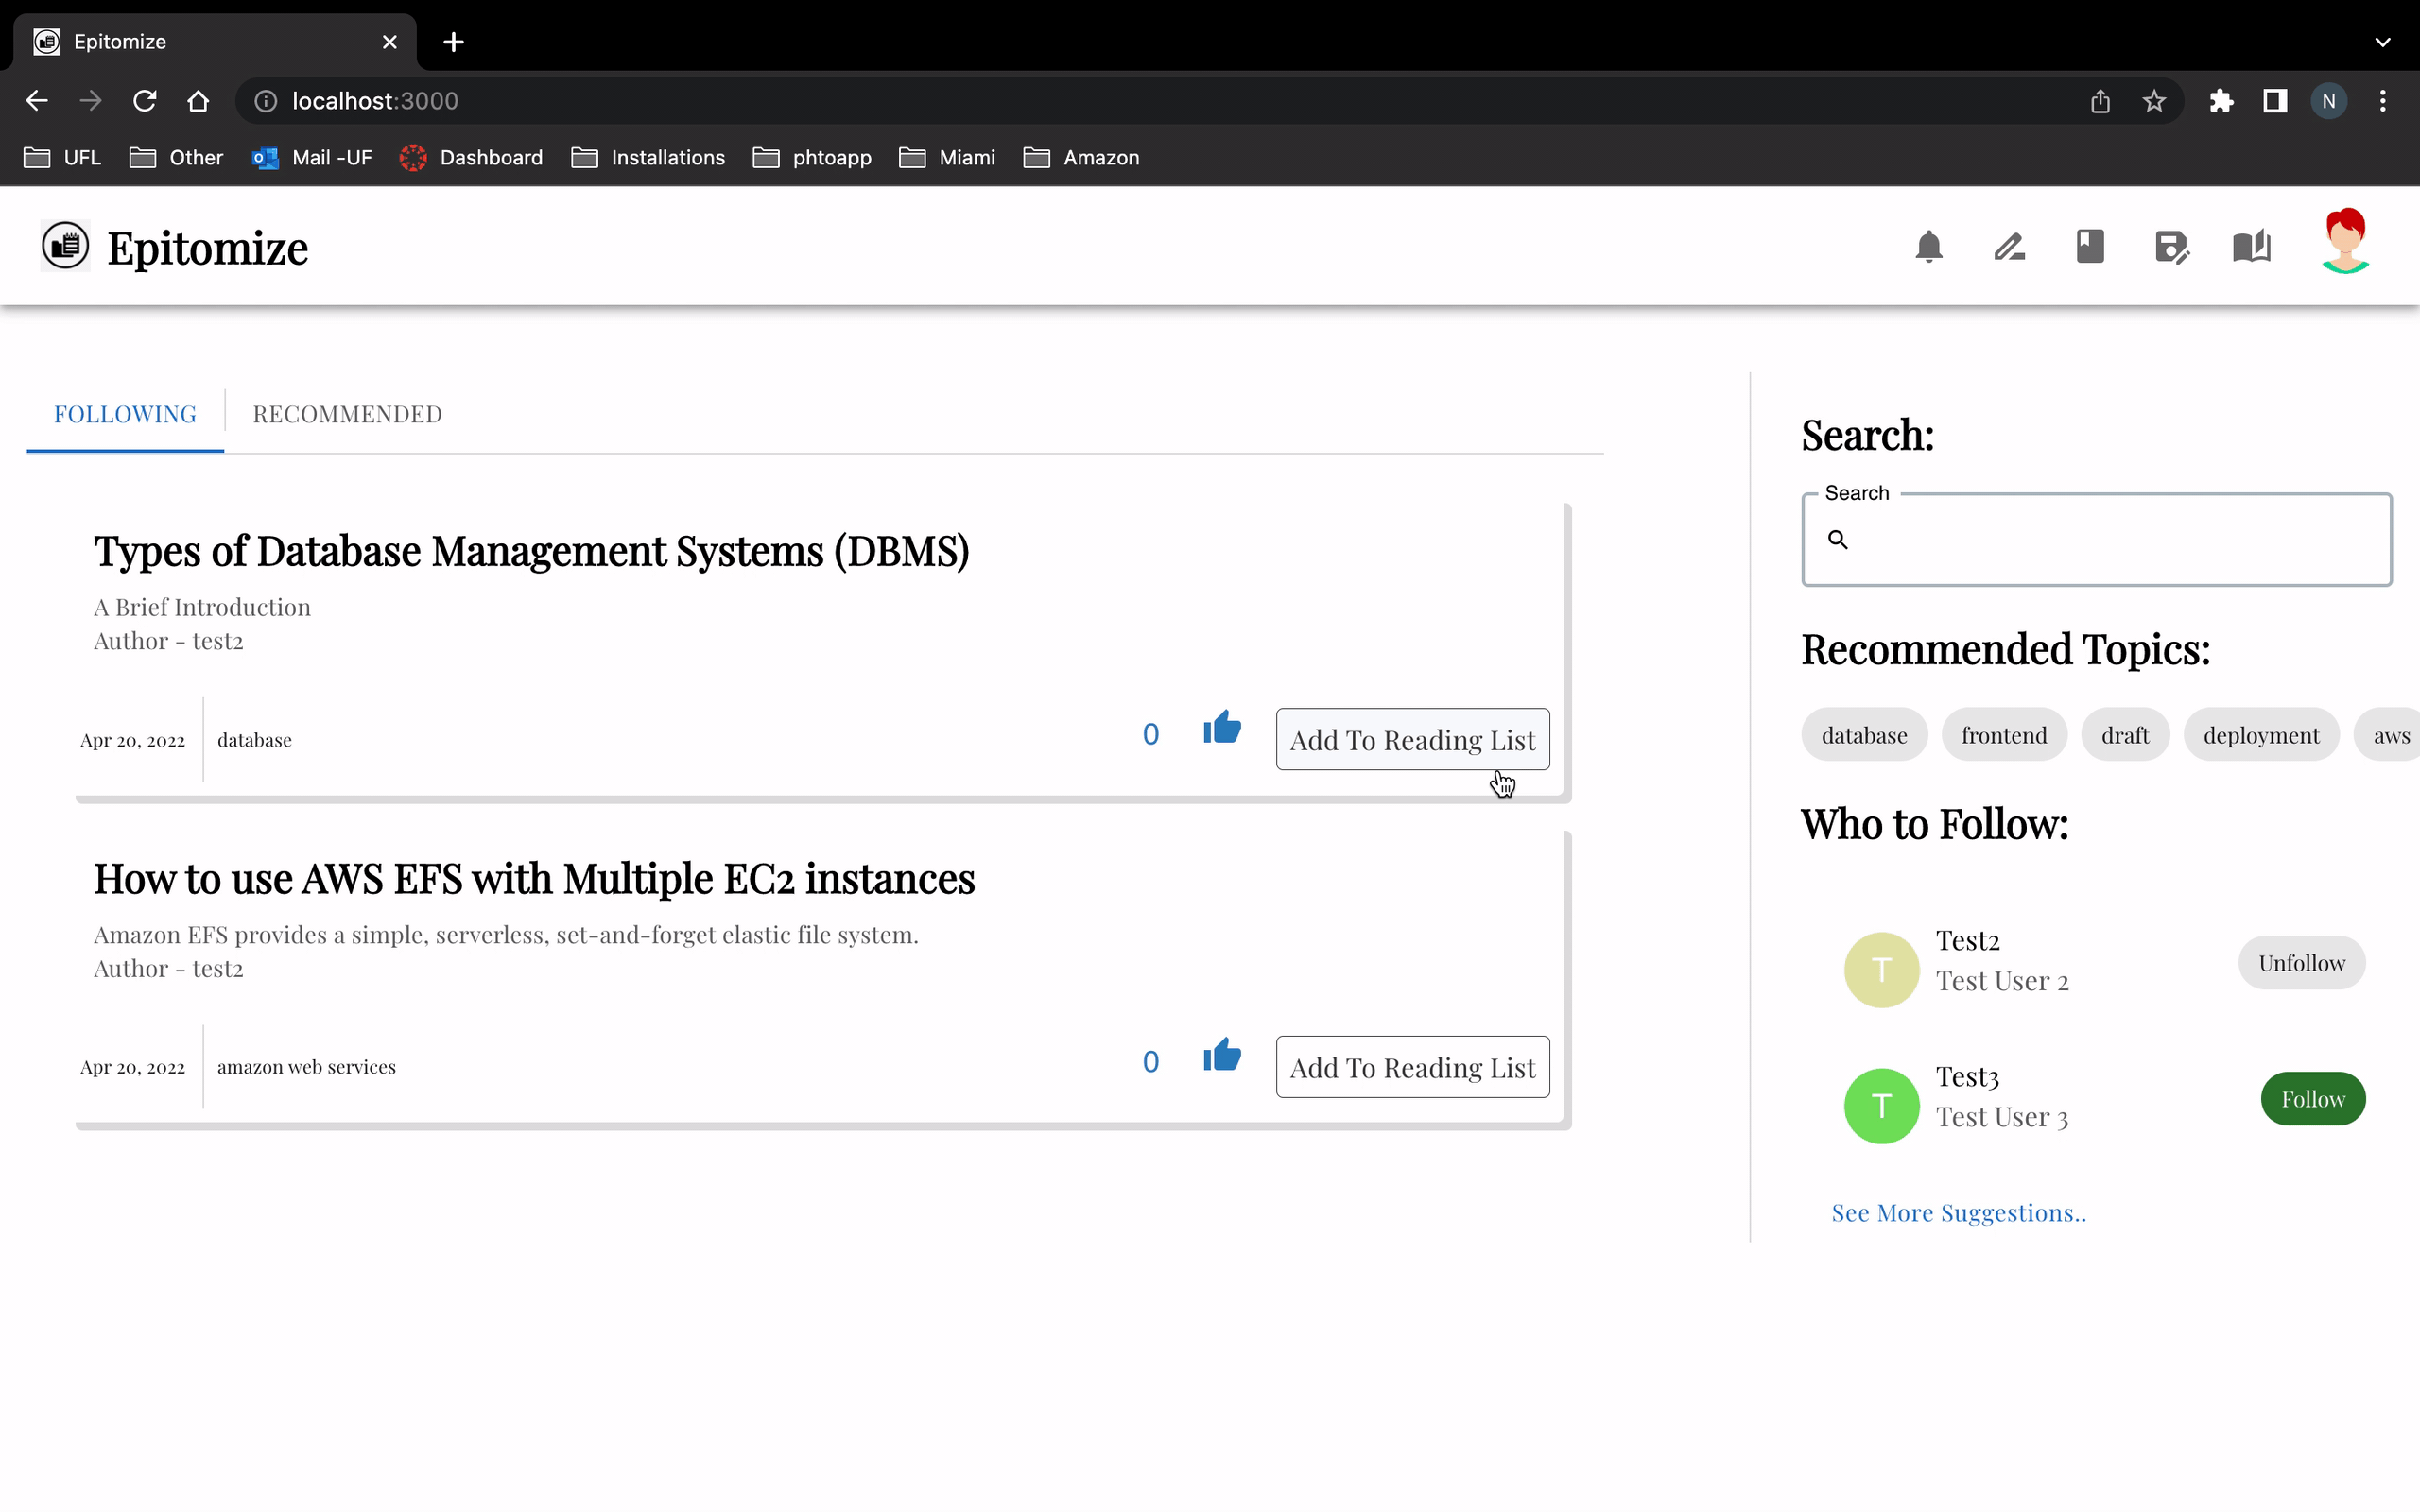 Epitomize
localhost:3000
N
UFL
Other
Mail -UF
Dashboard
Installations
phtoapp
Miami
Amazon
Epitomize
FOLLOWING
RECOMMENDED
Types of Database Management Systems (DBMS)
A Brief Introduction
Author - test2
Apr 20, 2022
database
0
Add To Reading List
How to use AWS EFS with Multiple EC2 instances
Amazon EFS provides a simple, serverless, set-and-forget elastic file system.
Author - test2
Apr 20, 2022
amazon web services
0
Add To Reading List
Search:
Search
Recommended Topics:
database
frontend
draft
deployment
aws
Who to Follow:
T
Test2
Test User 2
Unfollow
T
Test3
Test User 3
Follow
See More Suggestions..